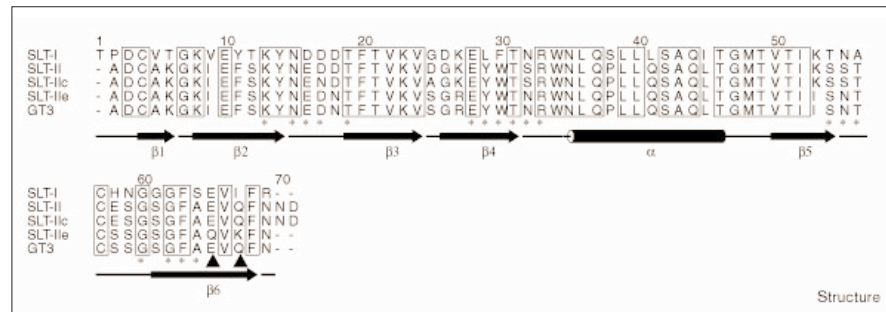 1 10 20 30 40 50
SLT-I T P D C V T G K V E Y T K Y N D D D T F T V K V G D K E L F T N R W N L Q S L L L S A Q I T G M T V T I K T N A
SLT-II - A D C A K G K I E F S K Y N E D D T F T V K V D G K E Y W T S R W N L Q P L L Q S A Q L T G M T V T I K S S T
SLT-IIc - A D C A K G K I E F S K Y N E N D T F T V K V A G K E Y W T S R W N L Q P L L Q S A Q L T G M T V T I K S S T
SLT-IIe - A D C A K G K I E F S K Y N E D N T F T V K V S G R E Y W T N R W N L Q P L L Q S A Q L T G M T V T I I S N T
GT3 - A D C A K G K I E F S K Y N E D N T F T V K V S G R E Y W T N R W N L Q P L L Q S A Q L T G M T V T I I S N T
β1 β2 β3 β4 α β5
60 70
SLT-I C H N G G G F S E V I F R - -
SLT-II C E S G S G F A E V Q F N N D
SLT-IIc C E S G S G F A E V Q F N N D
SLT-IIe C S S G S G F A Q V K F N - -
GT3 C S S G S G F A E V Q F N - -
β6
Structure